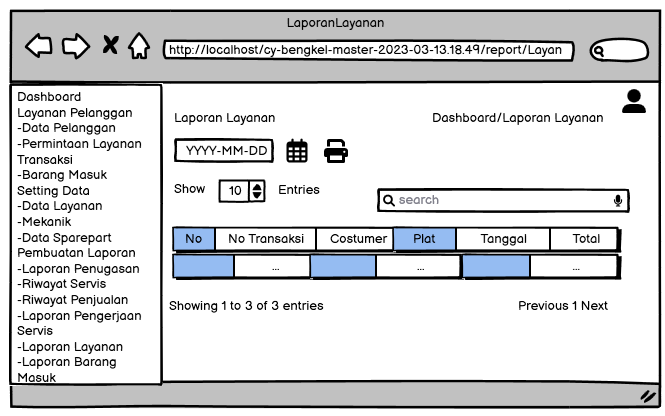 LaporanLayanan
http://localhost/cy-bengkel-master-2023-03-13.18.49/report/Layan
Dashboard
Layanan Pelanggan
-Data Pelanggan
-Permintaan Layanan
Transaksi
-Barang Masuk
Setting Data
-Data Layanan
-Mekanik
-Data Sparepart
Pembuatan Laporan
-Laporan Penugasan
-Riwayat Servis
-Riwayat Penjualan
-Laporan Pengerjaan
Servis
-Laporan Layanan
-Laporan Barang
Masuk
Laporan Layanan
Dashboard/Laporan Layanan
YYYY-MM-DD
Show 10 Entries
search
No No Transaksi Costumer Plat Tanggal Total
... ... ...
Showing 1 to 3 of 3 entries
Previous 1 Next